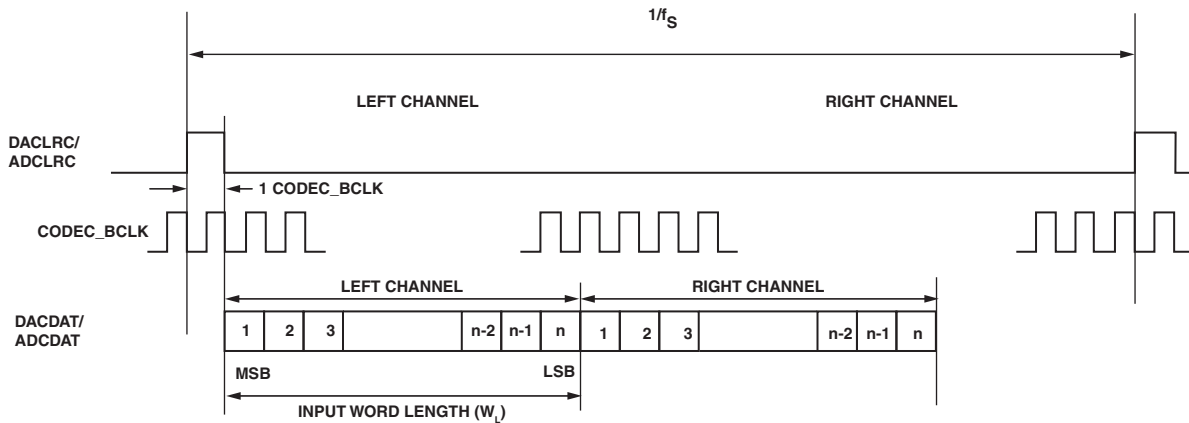 1/fS
LEFT CHANNEL RIGHT CHANNEL
DACLRC/
ADCLRC
1 CODEC_BCLK
CODEC_BCLK
LEFT CHANNEL RIGHT CHANNEL
DACDAT/
ADCDAT
1 2 3 n-2 n-1 n 1 2 3 n-2 n-1 n
MSB LSB
INPUT WORD LENGTH (WL)